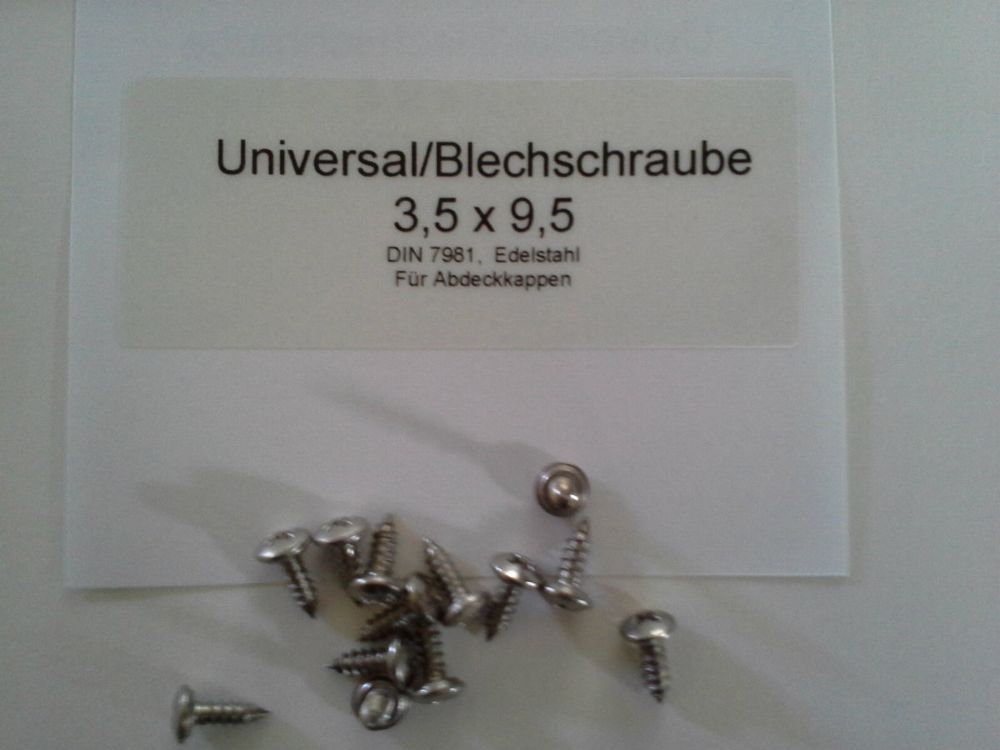 Universal/Blechschraube
3,5 x 9,5
DIN 7981, Edelstahl
Für Abdeckkappen